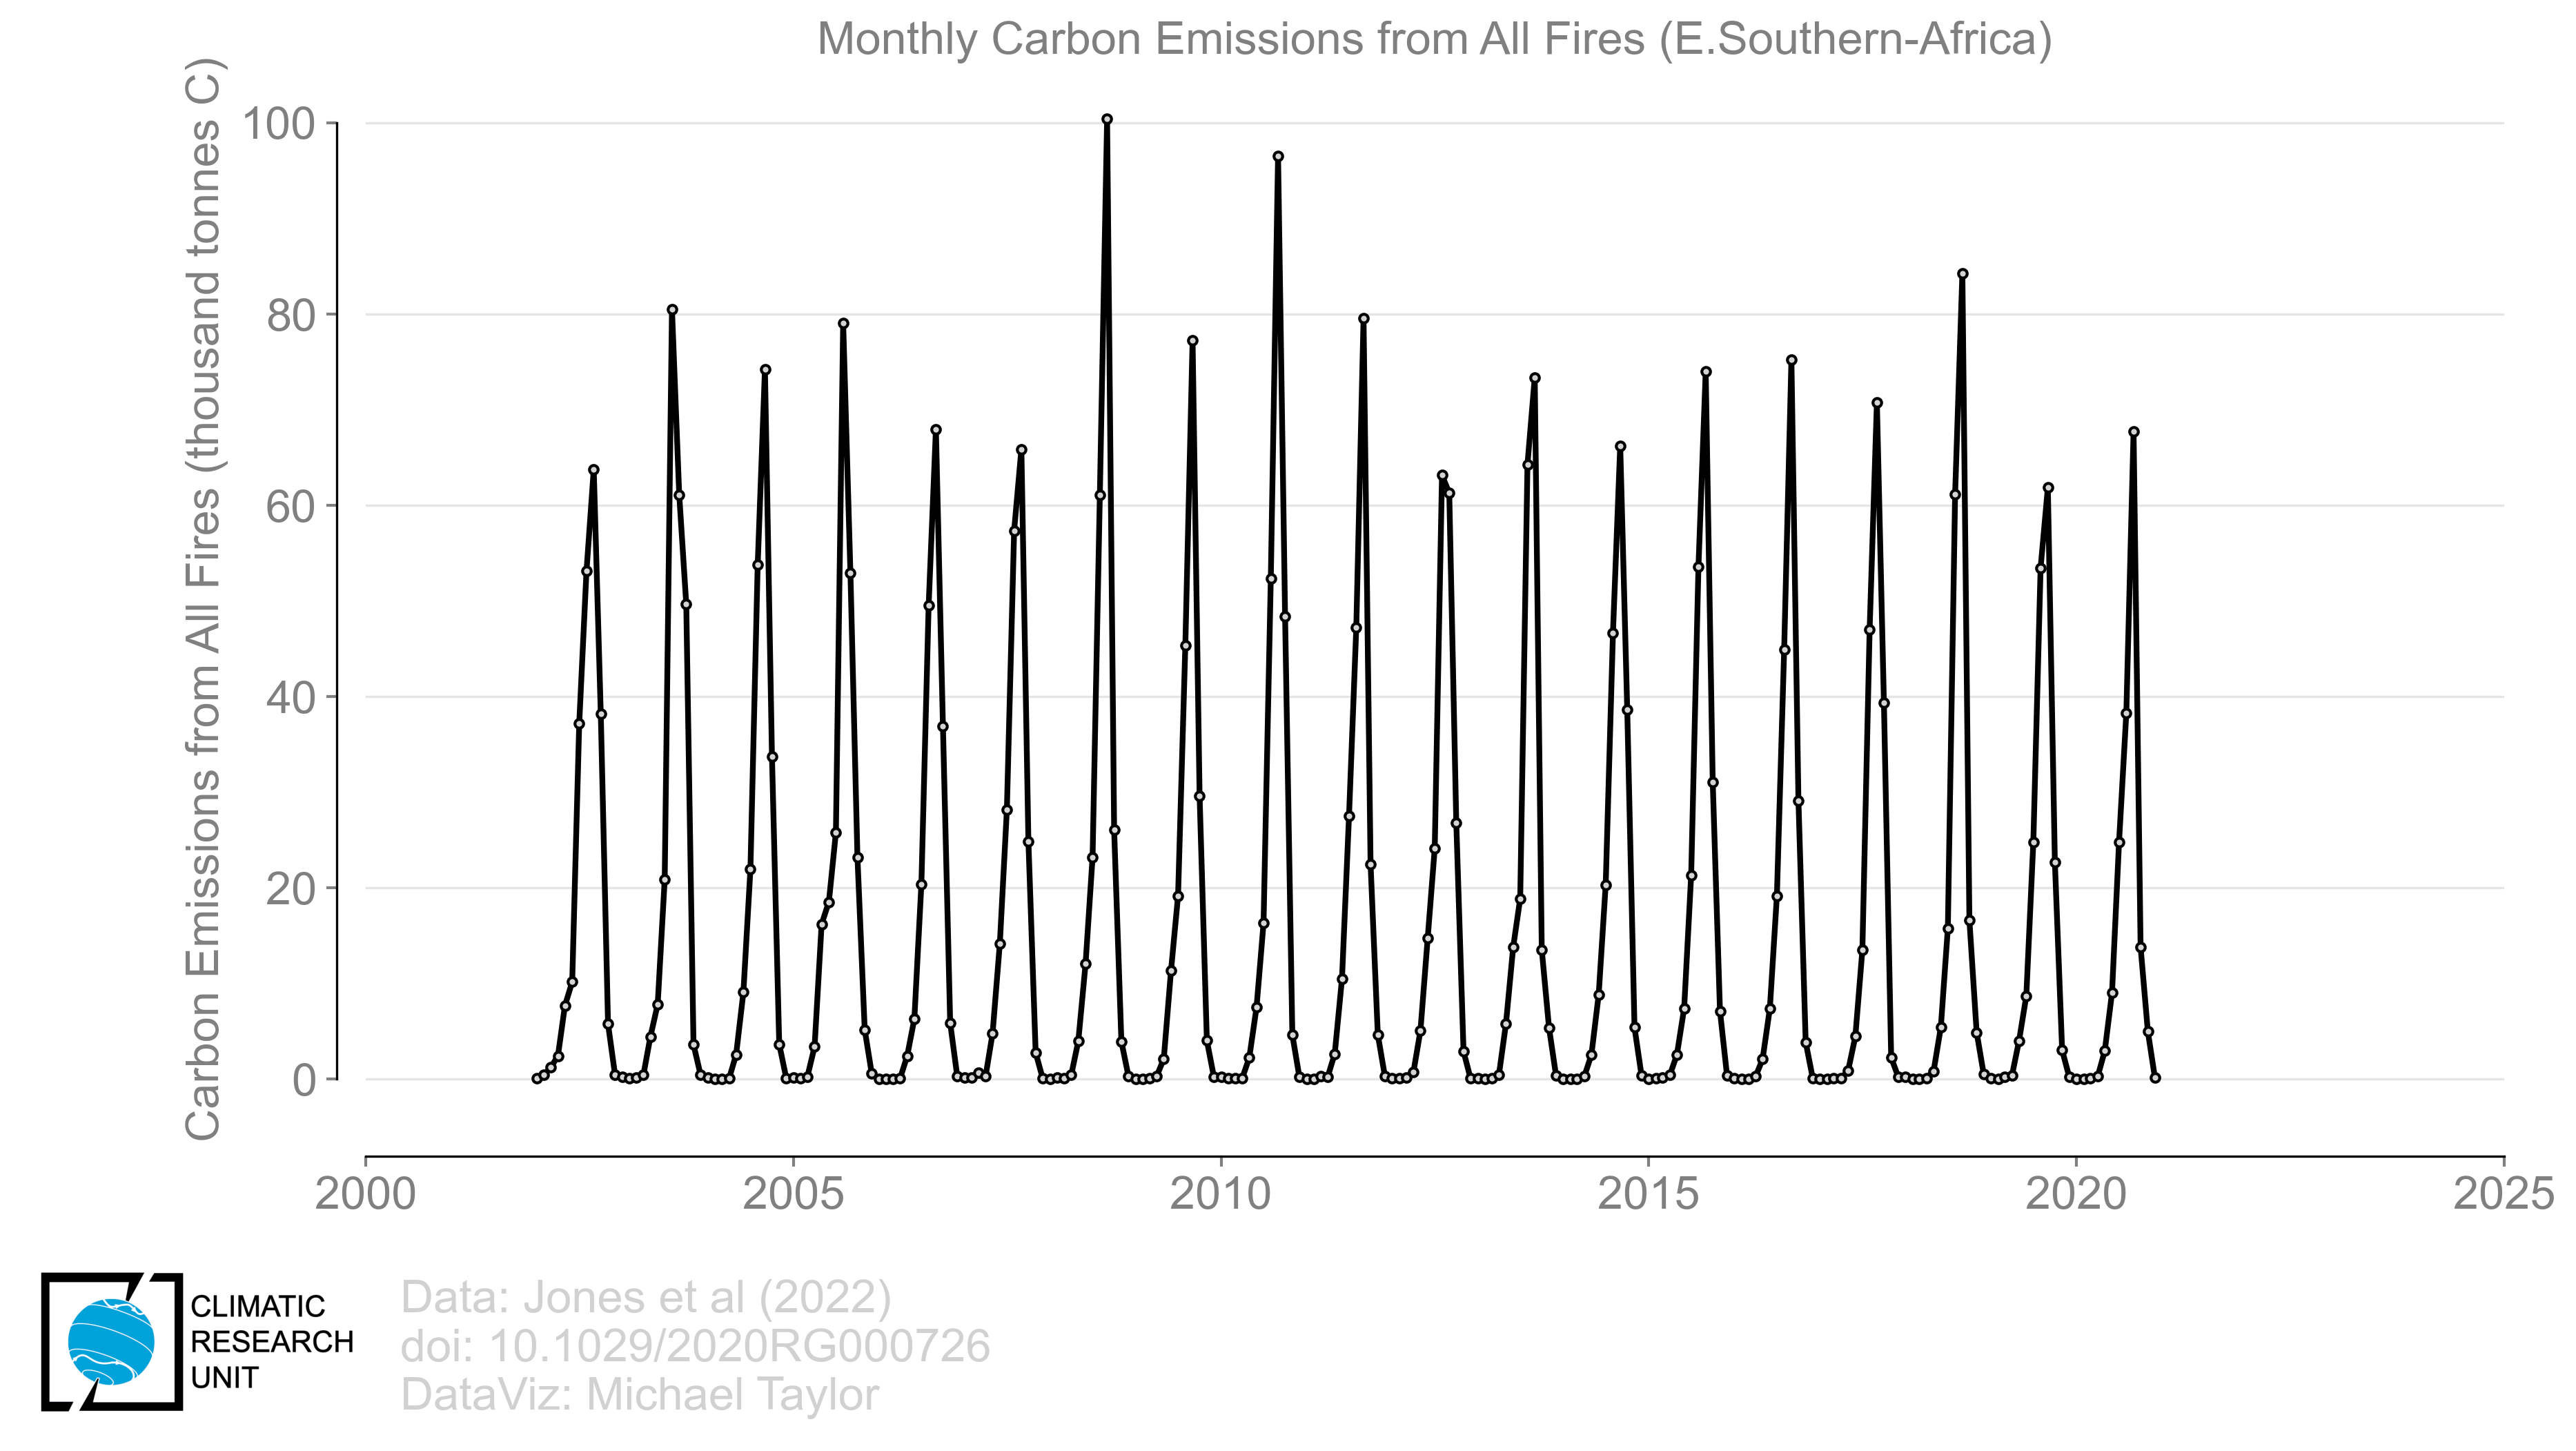 Monthly Carbon Emissions from All Fires (E.Southern-Africa)
Carbon Emissions from All Fires (thousand tonnes C)
100
80
60
40
20
0
2000
2005
2010
2015
2020
2025
CLIMATIC
RESEARCH
UNIT
Data: Jones et al (2022)
doi: 10.1029/2020RG000726
DataViz: Michael Taylor